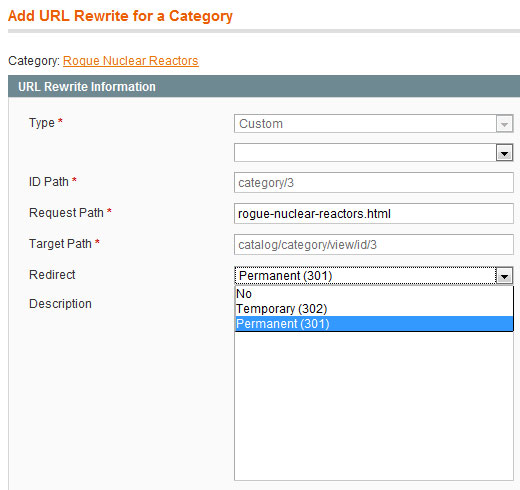 Add URL Rewrite for a Category
Category: Rogue Nuclear Reactors
URL Rewrite Information
Type * Custom
ID Path * category/3
Request Path * rogue-nuclear-reactors.html
Target Path * catalog/category/view/id/3
Redirect Permanent (301)
No
Description Temporary (302)
Permanent (301)